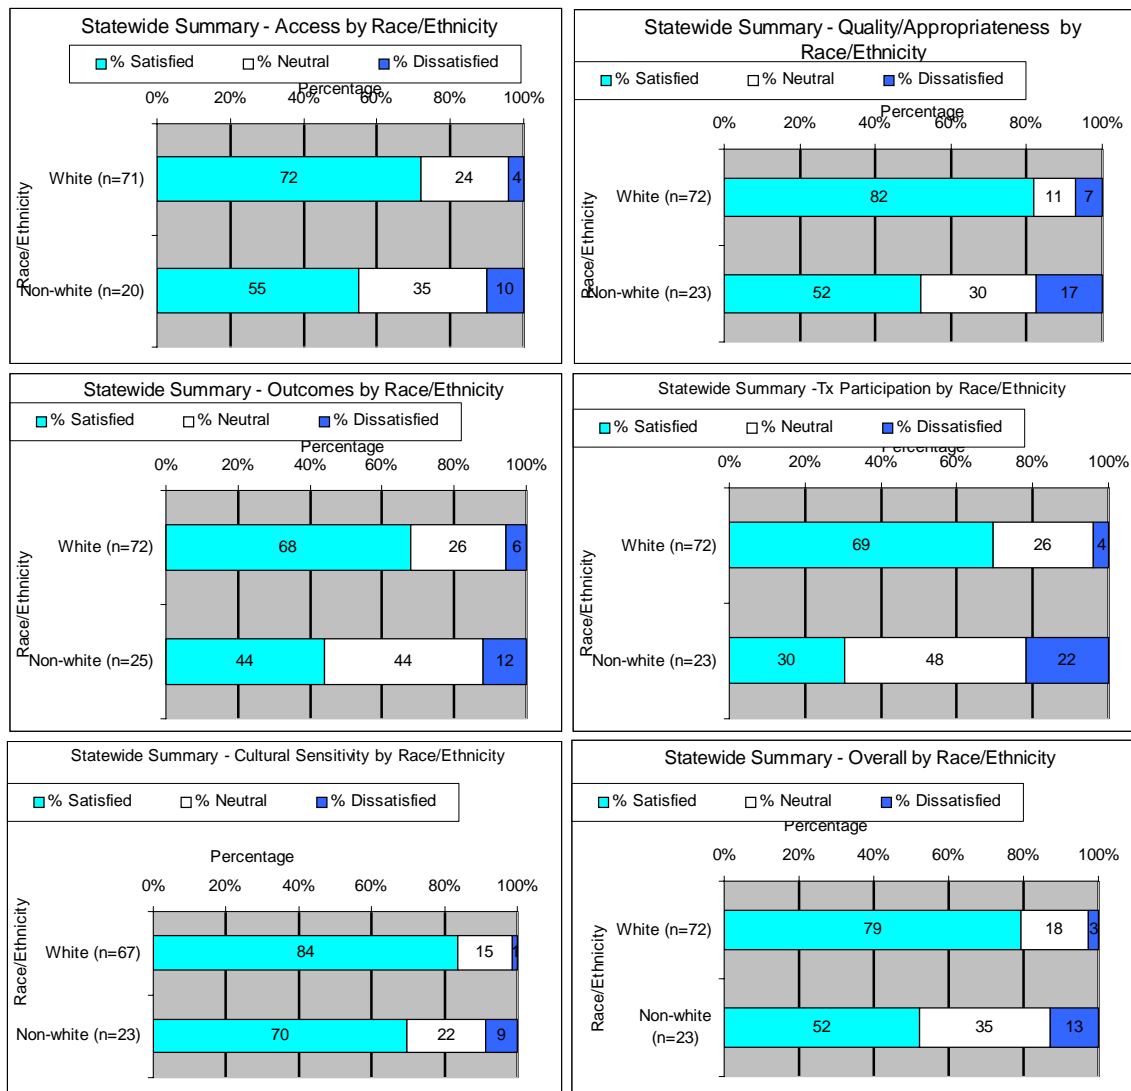 Statewide Summary - Access by Race/Ethnicity
% Satisfied % Neutral % Dissatisfied
Percentage
0% 20% 40% 60% 80% 100%
Race/Ethnicity
White (n=71) 72 24 4
Non-white (n=20) 55 35 10
Statewide Summary - Quality/Appropriateness by
Race/Ethnicity
% Satisfied % Neutral % Dissatisfied
Percentage
0% 20% 40% 60% 80% 100%
Race/Ethnicity
White (n=72) 82 11 7
Non-white (n=23) 52 30 17
Statewide Summary - Outcomes by Race/Ethnicity
% Satisfied % Neutral % Dissatisfied
Percentage
0% 20% 40% 60% 80% 100%
Race/Ethnicity
White (n=72) 68 26 6
Non-white (n=25) 44 44 12
Statewide Summary -Tx Participation by Race/Ethnicity
% Satisfied % Neutral % Dissatisfied
Percentage
0% 20% 40% 60% 80% 100%
Race/Ethnicity
White (n=72) 69 26 4
Non-white (n=23) 30 48 22
Statewide Summary - Cultural Sensitivity by Race/Ethnicity
% Satisfied % Neutral % Dissatisfied
Percentage
0% 20% 40% 60% 80% 100%
Race/Ethnicity
White (n=67) 84 15 1
Non-white (n=23) 70 22 9
Statewide Summary - Overall by Race/Ethnicity
% Satisfied % Neutral % Dissatisfied
Percentage
0% 20% 40% 60% 80% 100%
Race/Ethnicity
White (n=72) 79 18 3
Non-white
(n=23) 52 35 13